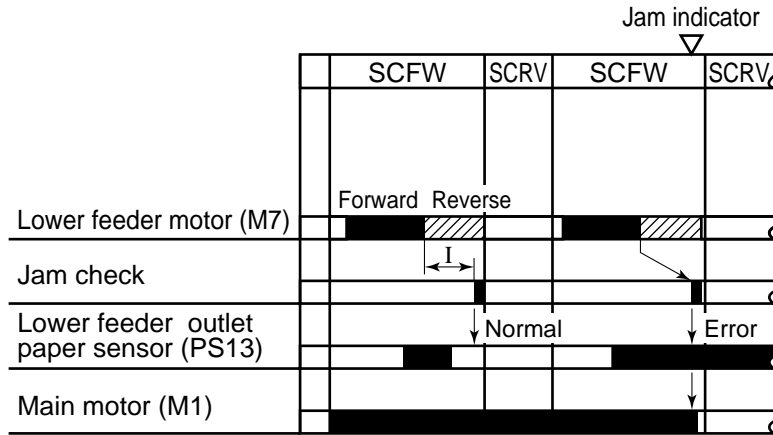 Jam indicator
SCFW SCRV SCFW SCRV
Forward Reverse
Lower feeder motor (M7)
I
Jam check
Lower feeder outlet
paper sensor (PS13)
Normal Error
Main motor (M1)